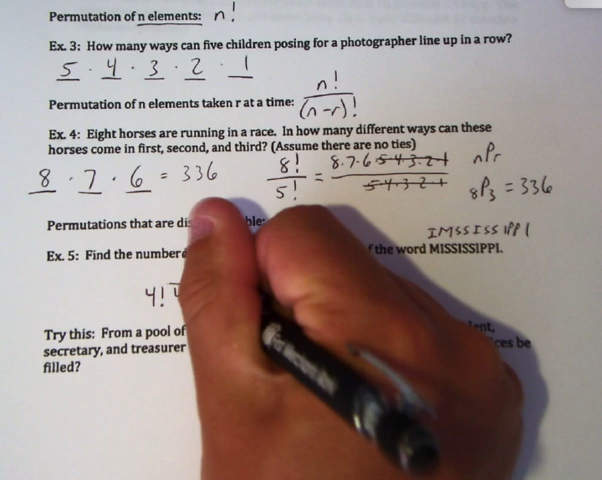 Permutation of n elements: n!
Ex. 3: How many ways can five children posing for a photographer line up in a row?
5 · 4 · 3 · 2 · 1
Permutation of n elements taken r at a time: n! / (n-r)!
Ex. 4: Eight horses are running in a race. In how many different ways can these
horses come in first, second, and third? (Assume there are no ties)
8 · 7 · 6 = 336 8! / 5! = 8·7·6·5·4·3·2·1 / 5·4·3·2·1 nPr
8P3 = 336
Permutations that are
IMSSISSIPPI
Ex. 5: Find the number the word MISSISSIPPI.
4!
Try this: From a pool of
secretary, and treasurer be
filled?